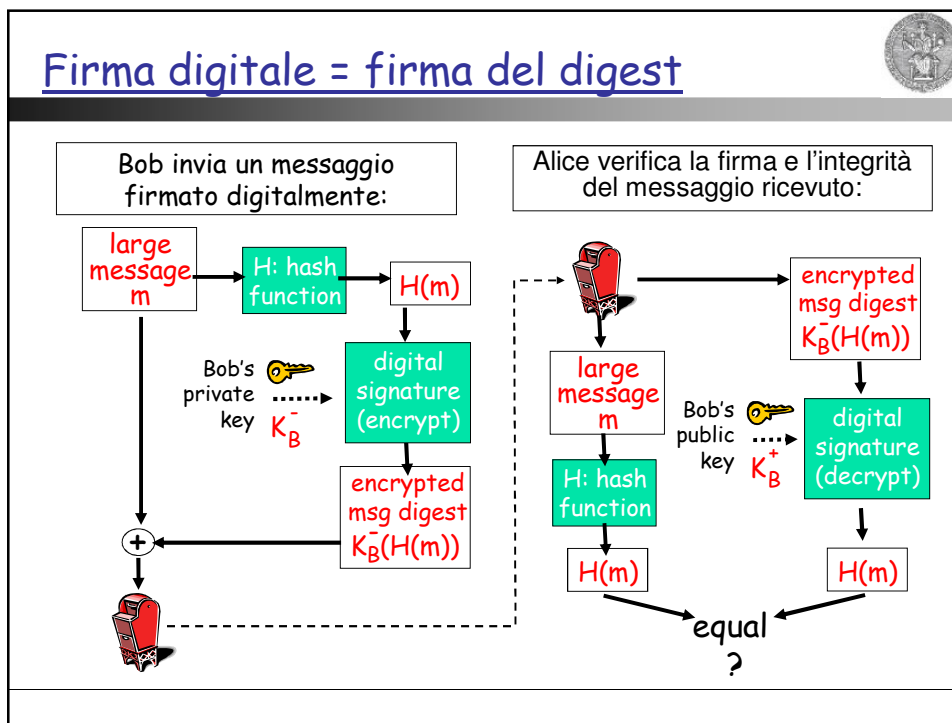 Firma digitale = firma del digest
Bob invia un messaggio
firmato digitalmente:
large
message
m
H: hash
function
H(m)
Bob's
private
key
K_B^-
digital
signature
(encrypt)
encrypted
msg digest
K_B^-(H(m))
+
Alice verifica la firma e l'integrità
del messaggio ricevuto:
encrypted
msg digest
K_B^-(H(m))
large
message
m
Bob's
public
key
K_B^+
digital
signature
(decrypt)
H: hash
function
H(m)
H(m)
equal
?